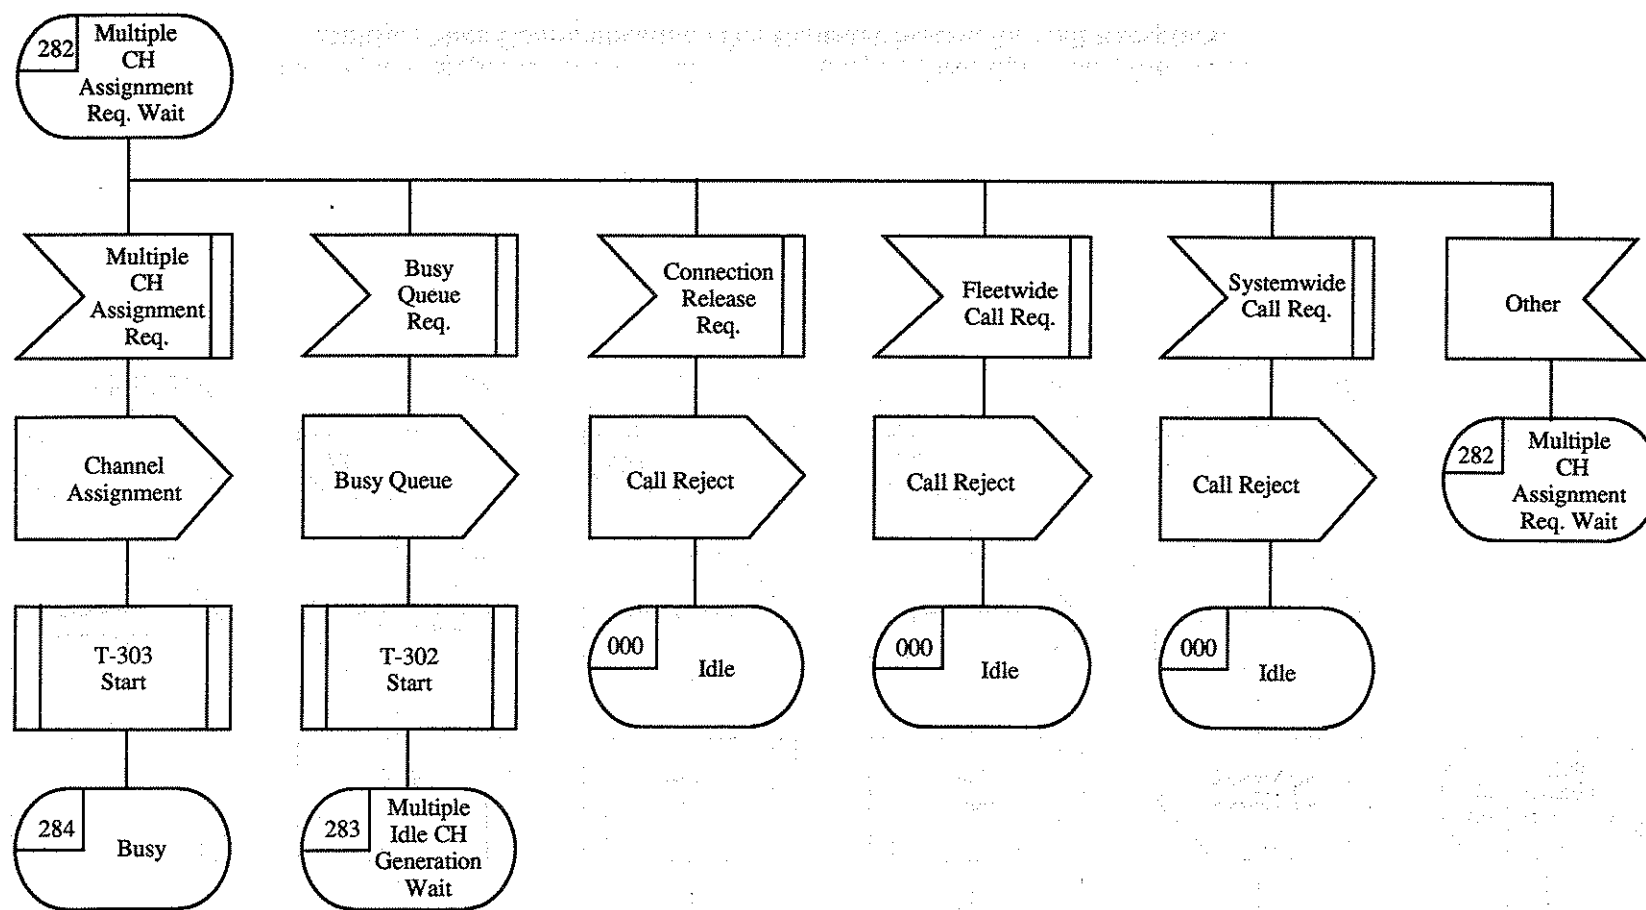 282
Multiple
CH
Assignment
Req. Wait
Multiple
CH
Assignment
Req.
Busy
Queue
Req.
Connection
Release
Req.
Fleetwide
Call Req.
Systemwide
Call Req.
Other
Channel
Assignment
Busy Queue
Call Reject
Call Reject
Call Reject
282
Multiple
CH
Assignment
Req. Wait
T-303
Start
T-302
Start
000
Idle
000
Idle
000
Idle
284
Busy
283
Multiple
Idle CH
Generation
Wait